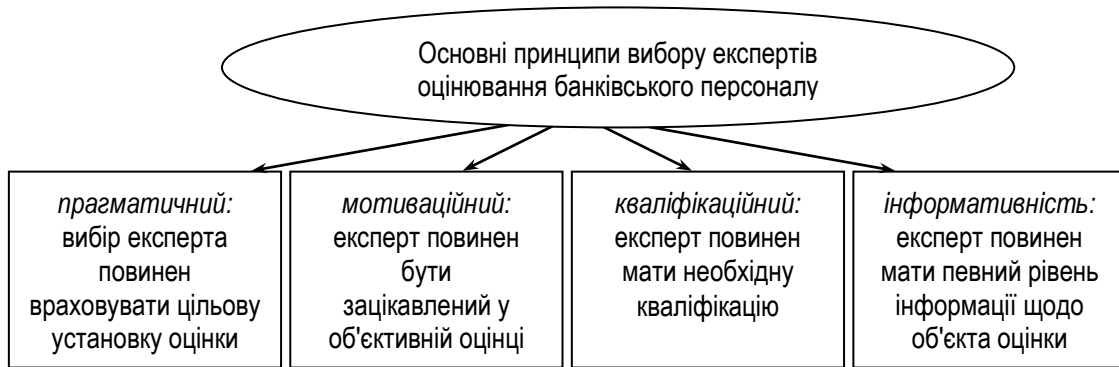 Основні принципи вибору експертів
оцінювання банківського персоналу
прагматичний:
вибір експерта
повинен
враховувати цільову
установку оцінки
мотиваційний:
експерт повинен
бути
зацікавлений у
об'єктивній оцінці
кваліфікаційний:
експерт повинен
мати необхідну
кваліфікацію
інформативність:
експерт повинен
мати певний рівень
інформації щодо
об'єкта оцінки